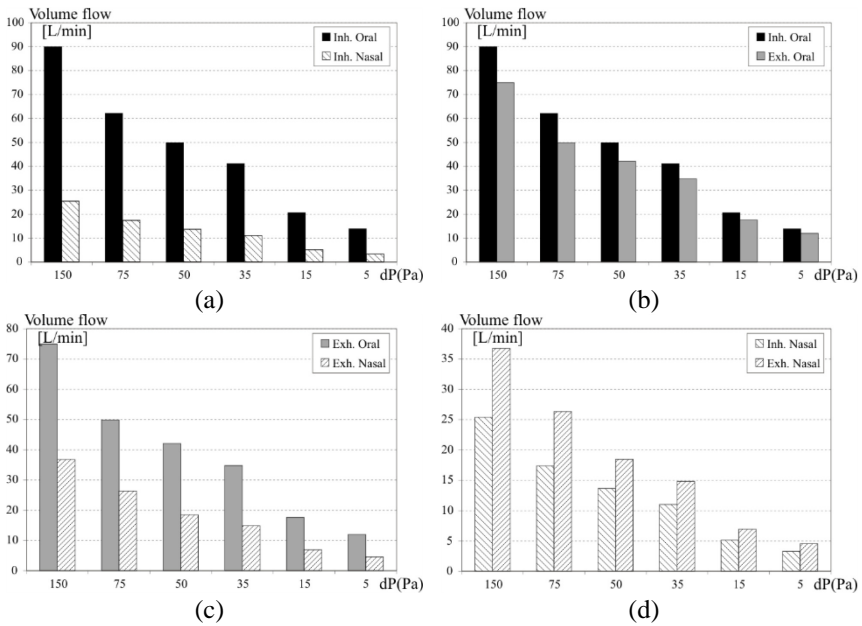 Volume flow
[L/min]
100
90
80
70
60
50
40
30
20
10
0
Inh. Oral
Inh. Nasal
150 75 50 35 15 5 dP(Pa)
(a)
Volume flow
[L/min]
100
90
80
70
60
50
40
30
20
10
0
Inh. Oral
Exh. Oral
150 75 50 35 15 5 dP(Pa)
(b)
Volume flow
[L/min]
80
70
60
50
40
30
20
10
0
Exh. Oral
Exh. Nasal
150 75 50 35 15 5 dP(Pa)
(c)
Volume flow
[L/min]
40
35
30
25
20
15
10
5
0
Inh. Nasal
Exh. Nasal
150 75 50 35 15 5 dP(Pa)
(d)